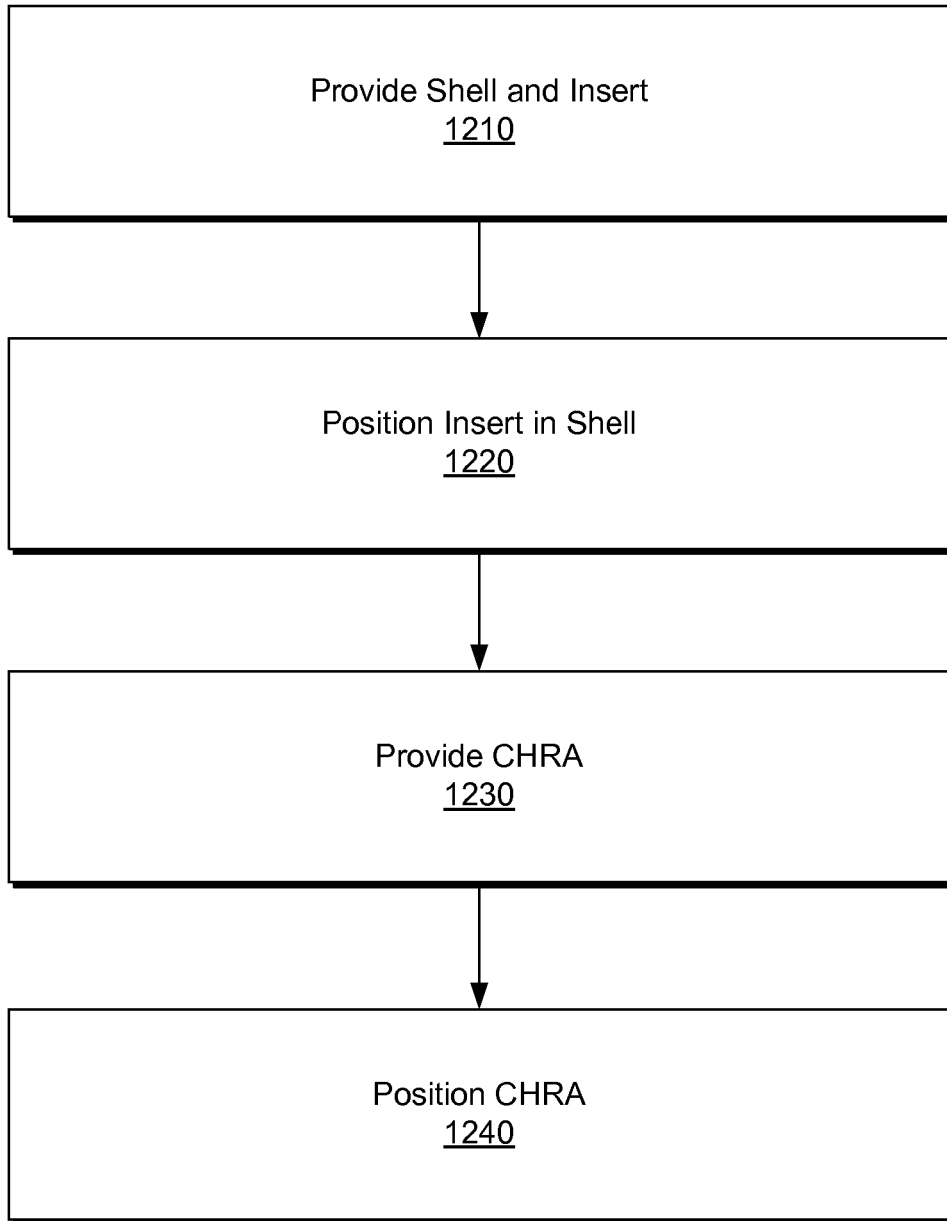 Provide Shell and Insert
1210
Position Insert in Shell
1220
Provide CHRA
1230
Position CHRA
1240